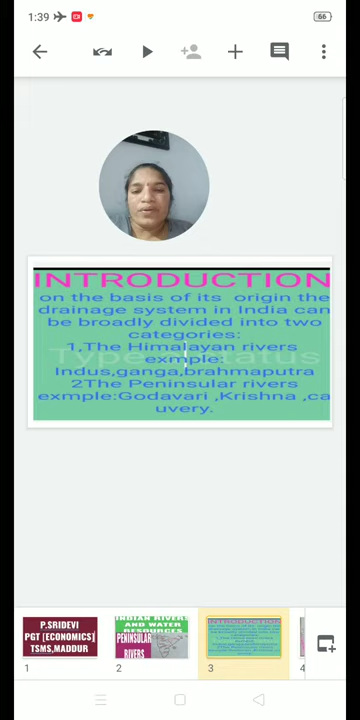 1:39
66
INTRODUCTION
on the basis of its origin the
drainage system in India can
be broadly divided into two
categories:
1,The Himalayan rivers
exmple:
Indus,ganga,brahmaputra
2The Peninsular rivers
exmple:Godavari ,Krishna ,ca
uvery.
P.SRIDEVI
PGT [ECONOMICS]
TSMS,MADDUR
1
INDIAN RIVERS
AND WATER
RESOURCES
PENINSULAR
RIVERS
2
INTRODUCTION
3
4